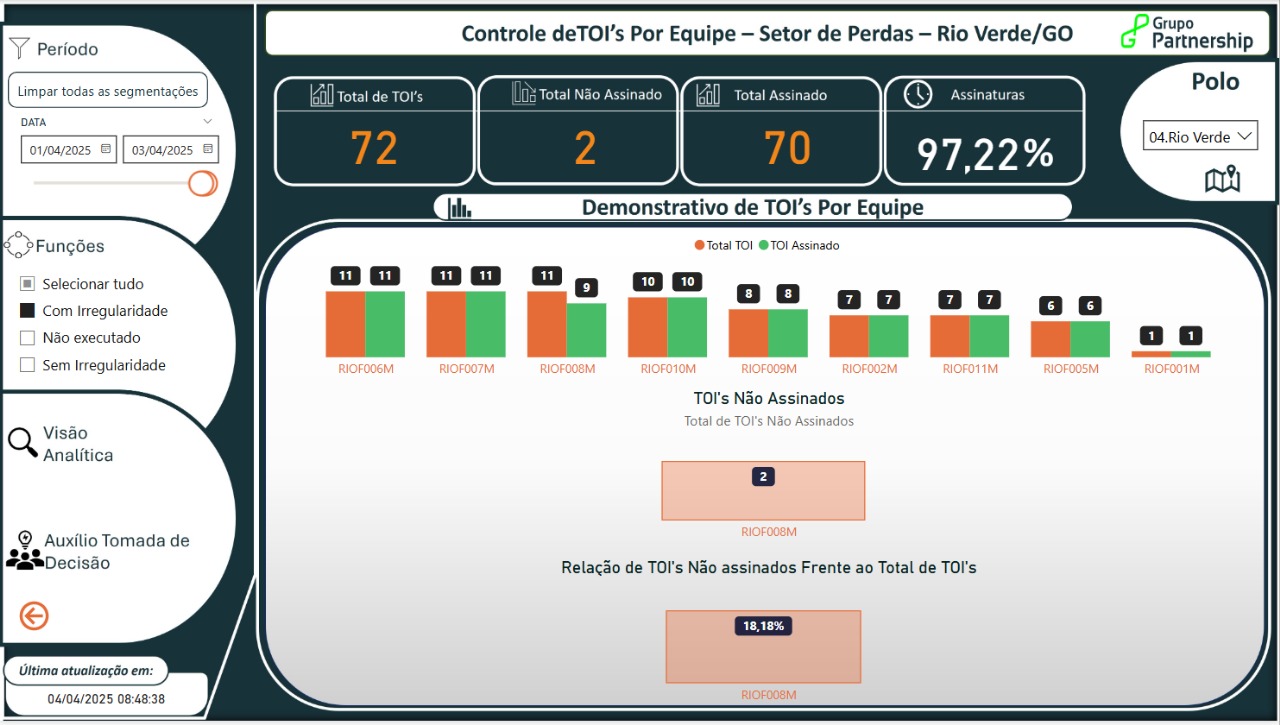 Controle deTOI’s Por Equipe – Setor de Perdas – Rio Verde/GO
Grupo
Partnership
Período
Limpar todas as segmentações
DATA
01/04/2025
03/04/2025
Total de TOI’s
72
Total Não Assinado
2
Total Assinado
70
Assinaturas
97,22%
Polo
04.Rio Verde
Demonstrativo de TOI’s Por Equipe
Funções
Selecionar tudo
Com Irregularidade
Não executado
Sem Irregularidade
Total TOI TOI Assinado
11 11 11 11 11 9 10 10 8 8 7 7 7 7 6 6 1 1
RIOF006M RIOF007M RIOF008M RIOF010M RIOF009M RIOF002M RIOF011M RIOF005M RIOF001M
TOI's Não Assinados
Total de TOI's Não Assinados
2
RIOF008M
Relação de TOI's Não assinados Frente ao Total de TOI's
18,18%
RIOF008M
Visão
Analítica
Auxílio Tomada de
Decisão
Última atualização em:
04/04/2025 08:48:38